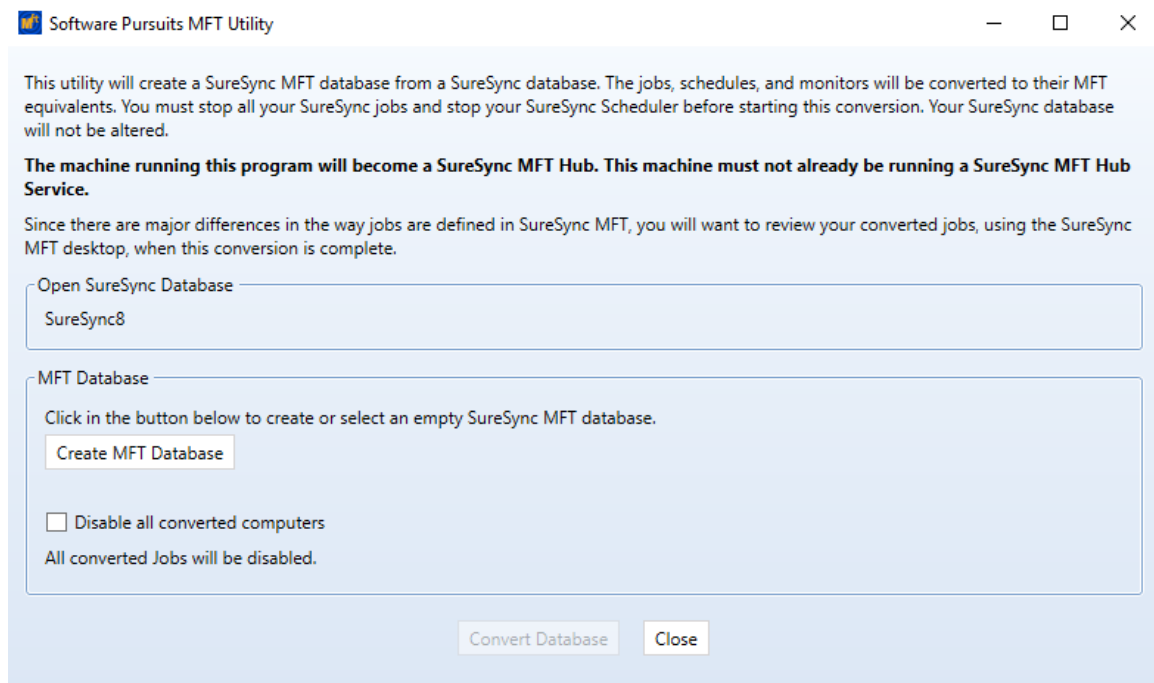 Software Pursuits MFT Utility
This utility will create a SureSync MFT database from a SureSync database. The jobs, schedules, and monitors will be converted to their MFT
equivalents. You must stop all your SureSync jobs and stop your SureSync Scheduler before starting this conversion. Your SureSync database
will not be altered.
The machine running this program will become a SureSync MFT Hub. This machine must not already be running a SureSync MFT Hub
Service.
Since there are major differences in the way jobs are defined in SureSync MFT, you will want to review your converted jobs, using the SureSync
MFT desktop, when this conversion is complete.
Open SureSync Database
SureSync8
MFT Database
Click in the button below to create or select an empty SureSync MFT database.
Create MFT Database
Disable all converted computers
All converted Jobs will be disabled.
Convert Database Close